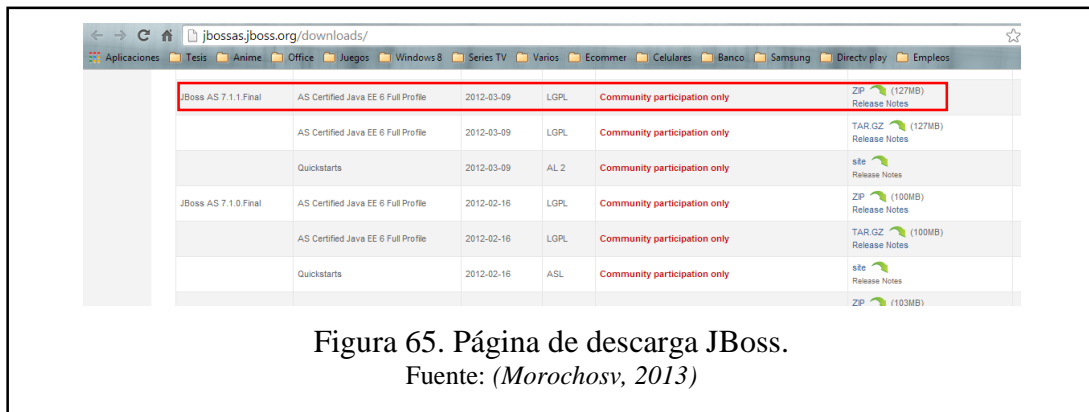 jbossas.jboss.org/downloads/
Aplicaciones Tesis Anime Office Juegos Windows 8 Series TV Varios Ecommer Celulares Banco Samsung Directv play Empleos
JBoss AS 7.1.1.Final AS Certified Java EE 6 Full Profile 2012-03-09 LGPL Community participation only ZIP (127MB)
Release Notes
AS Certified Java EE 6 Full Profile 2012-03-09 LGPL Community participation only TAR.GZ (127MB)
Release Notes
Quickstarts 2012-03-09 AL 2 Community participation only site
Release Notes
JBoss AS 7.1.0.Final AS Certified Java EE 6 Full Profile 2012-02-16 LGPL Community participation only ZIP (100MB)
Release Notes
AS Certified Java EE 6 Full Profile 2012-02-16 LGPL Community participation only TAR.GZ (100MB)
Release Notes
Quickstarts 2012-02-16 ASL Community participation only site
Release Notes
ZIP (103MB)
Figura 65. Página de descarga JBoss.
Fuente: (Morochosv, 2013)